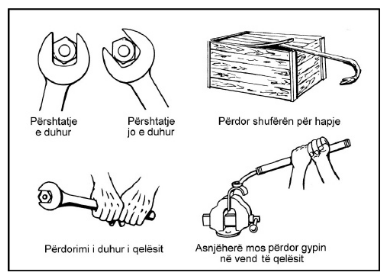 Përshtatje
e duhur
Përshtatje
jo e duhur
Përdor shufërën për hapje
Përdorimi i duhur i qelësit
Asnjëherë mos përdor gypin
në vend të qelësit